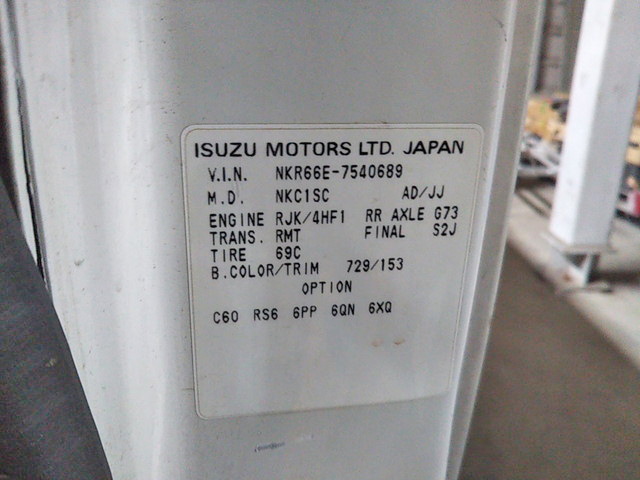 ISUZU MOTORS LTD. JAPAN
V.I.N. NKR66E-7540689
M.D. NKC1SC AD/JJ
ENGINE RJK/4HF1 RR AXLE G73
TRANS. RMT FINAL S2J
TIRE 69C
B.COLOR/TRIM 729/153
OPTION
C60 RS6 6PP 6QN 6XQ